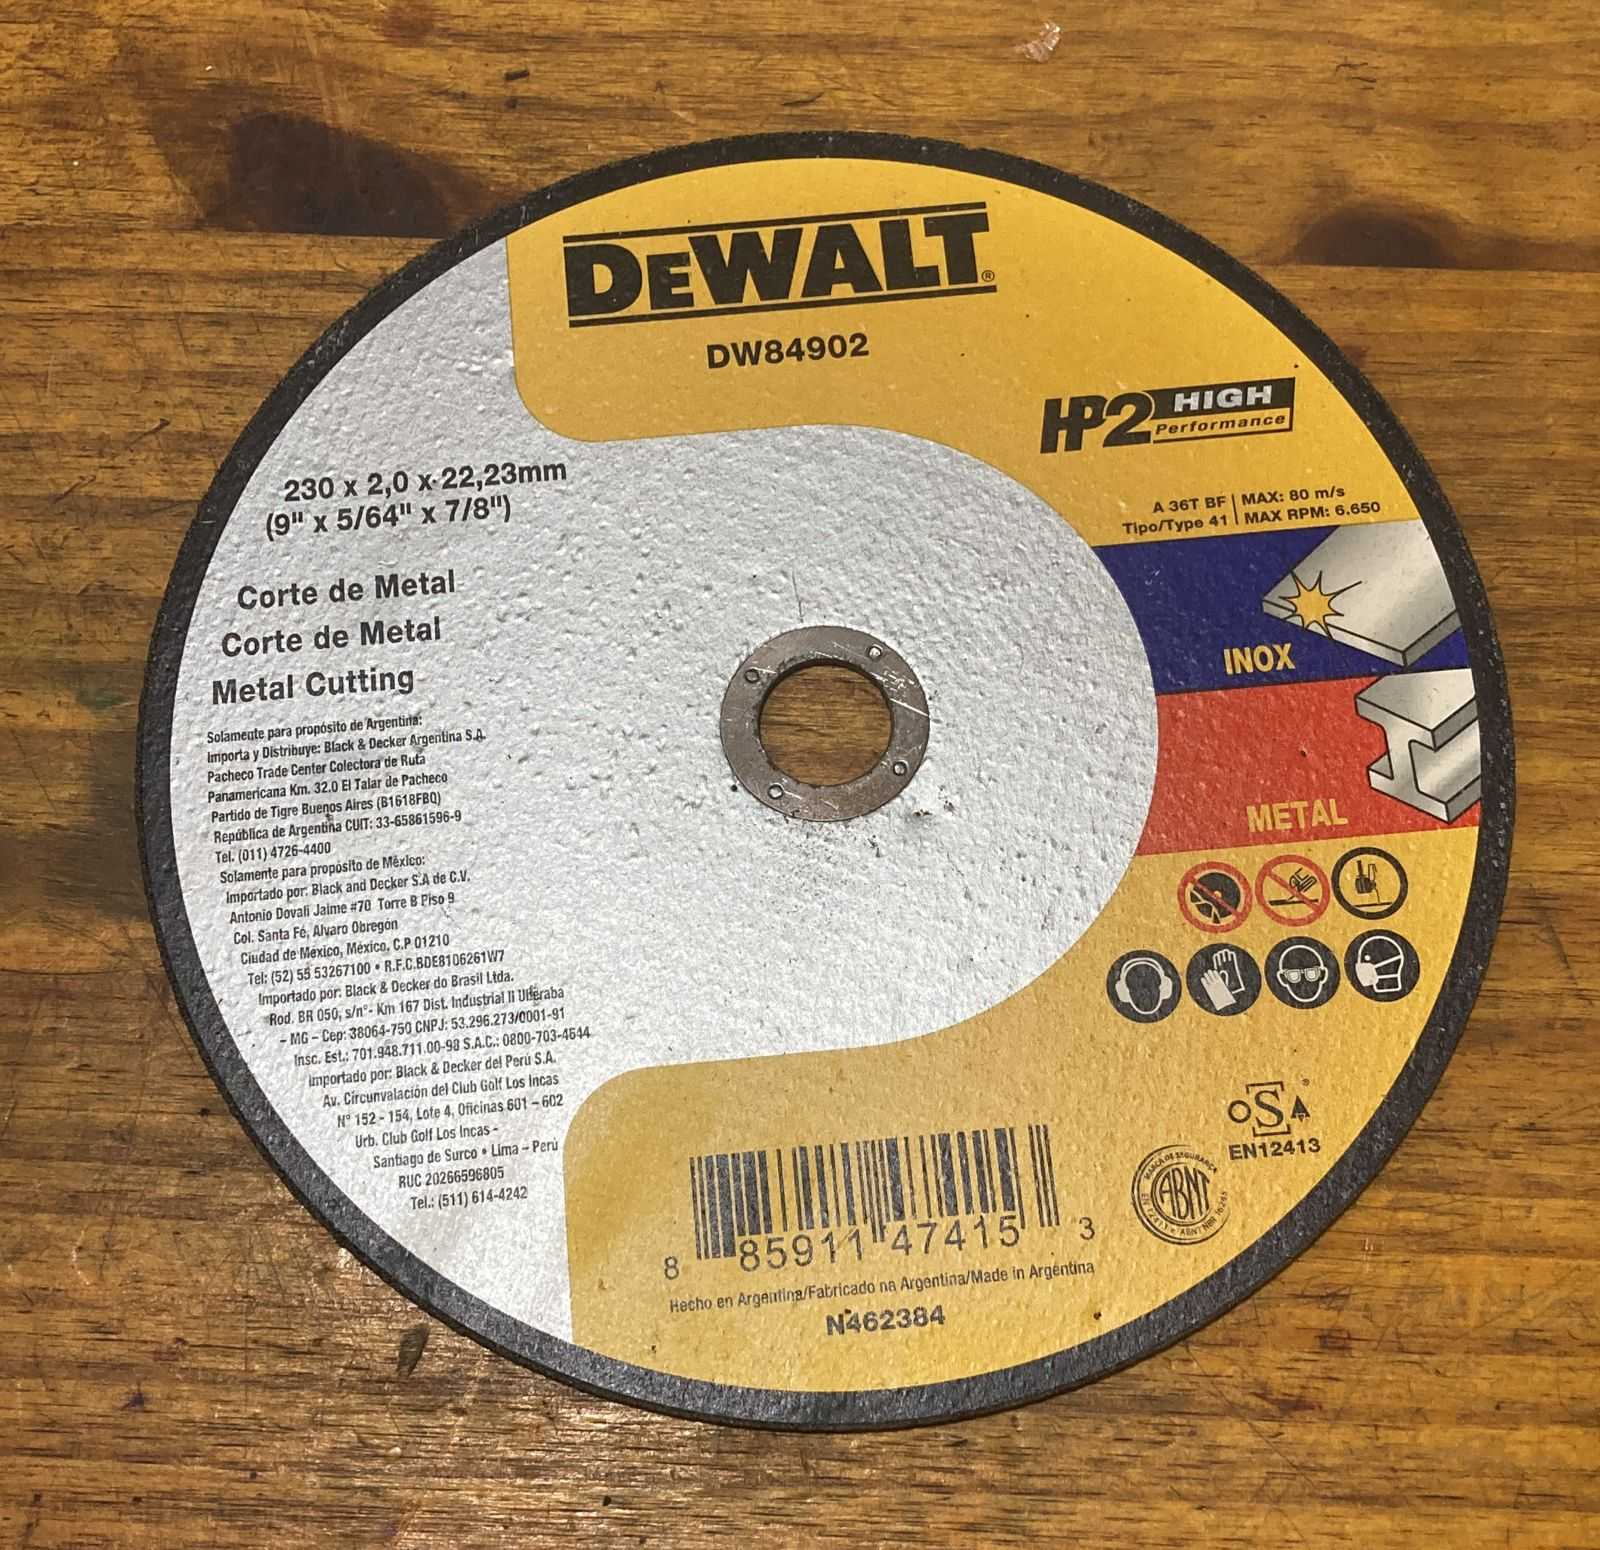 DEWALT®
DW84902
HP2 HIGH
Performance
A 36T BF | MAX: 80 m/s
Tipo/Type 41 | MAX RPM: 6.650
230 x 2,0 x 22,23mm
(9" x 5/64" x 7/8")
Corte de Metal
Corte de Metal
Metal Cutting
INOX
METAL
Solamente para propósito de Argentina:
Importa y Distribuye: Black & Decker Argentina S.A.
Pacheco Trade Center Colectora de Ruta
Panamericana Km. 32.0 El Talar de Pacheco
Partido de Tigre Buenos Aires (B1618FBQ)
República de Argentina CUIT: 33-65861596-9
Tel. (011) 4726-4400
Solamente para propósito de México:
Importado por: Black and Decker S.A de C.V.
Antonio Dovali Jaime #70 Torre B Piso 9
Col. Santa Fé, Alvaro Obregón
Ciudad de México, México, C.P 01210
Tel: (52) 55 53267100 • R.F.C.BDE8106261W7
Importado por: Black & Decker do Brasil Ltda.
Rod. BR 050, s/nº- Km 167 Dist. Industrial II Uberaba
– MG – Cep: 38064-750 CNPJ: 53.296.273/0001-91
Insc. Est.: 701.948.711.00-98 S.A.C.: 0800-703-4644
Importado por: Black & Decker del Perú S.A.
Av. Circunvalación del Club Golf Los Incas
N° 152 - 154, Lote 4, Oficinas 601 – 602
Urb. Club Golf Los Incas -
Santiago de Surco • Lima – Perú
RUC 20266596805
Tel.: (511) 614-4242
oSa®
EN12413
MARCA DE SEGURANÇA
ABNT
EN 12413 • ABNT NBR
8 85911 47415 3
Hecho en Argentina/Fabricado na Argentina/Made in Argentina
N462384